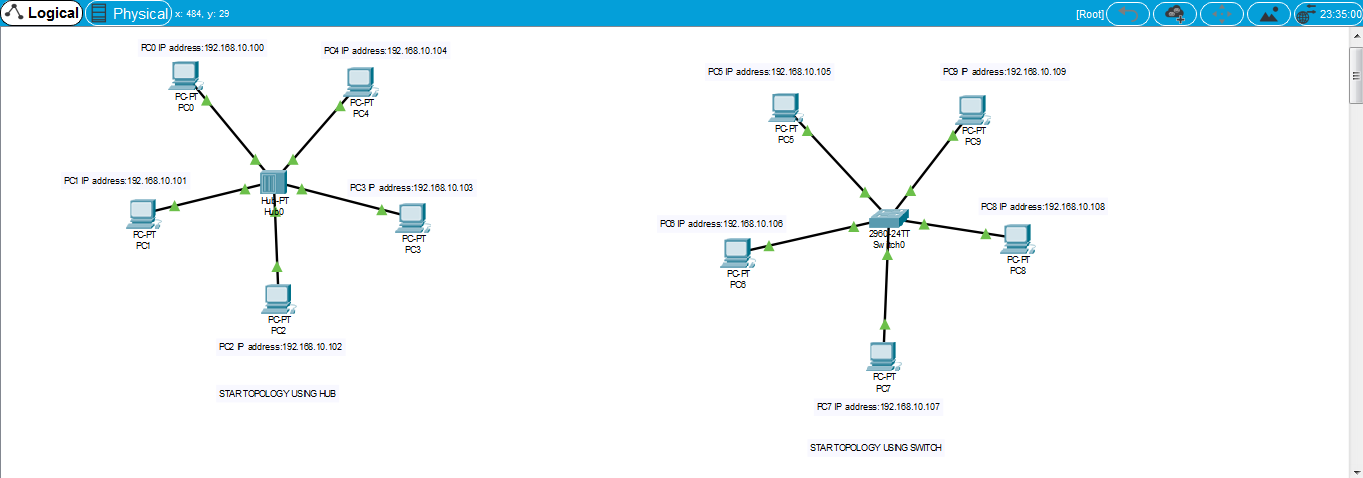 Logical
Physical
x: 484, y: 29
[Root]
23:35:00
PC0 IP address:192.168.10.100
PC4 IP address:192.168.10.104
PC-PT
PC0
PC-PT
PC4
PC1 IP address:192.168.10.101
PC3 IP address:192.168.10.103
Hub-PT
Hub0
PC-PT
PC1
PC-PT
PC3
PC-PT
PC2
PC2 IP address:192.168.10.102
STAR TOPOLOGY USING HUB
PC5 IP address:192.168.10.105
PC9 IP address:192.168.10.109
PC-PT
PC5
PC-PT
PC9
PC6 IP address:192.168.10.106
PC8 IP address:192.168.10.108
2960-24TT
Switch0
PC-PT
PC6
PC-PT
PC8
PC-PT
PC7
PC7 IP address:192.168.10.107
STAR TOPOLOGY USING SWITCH